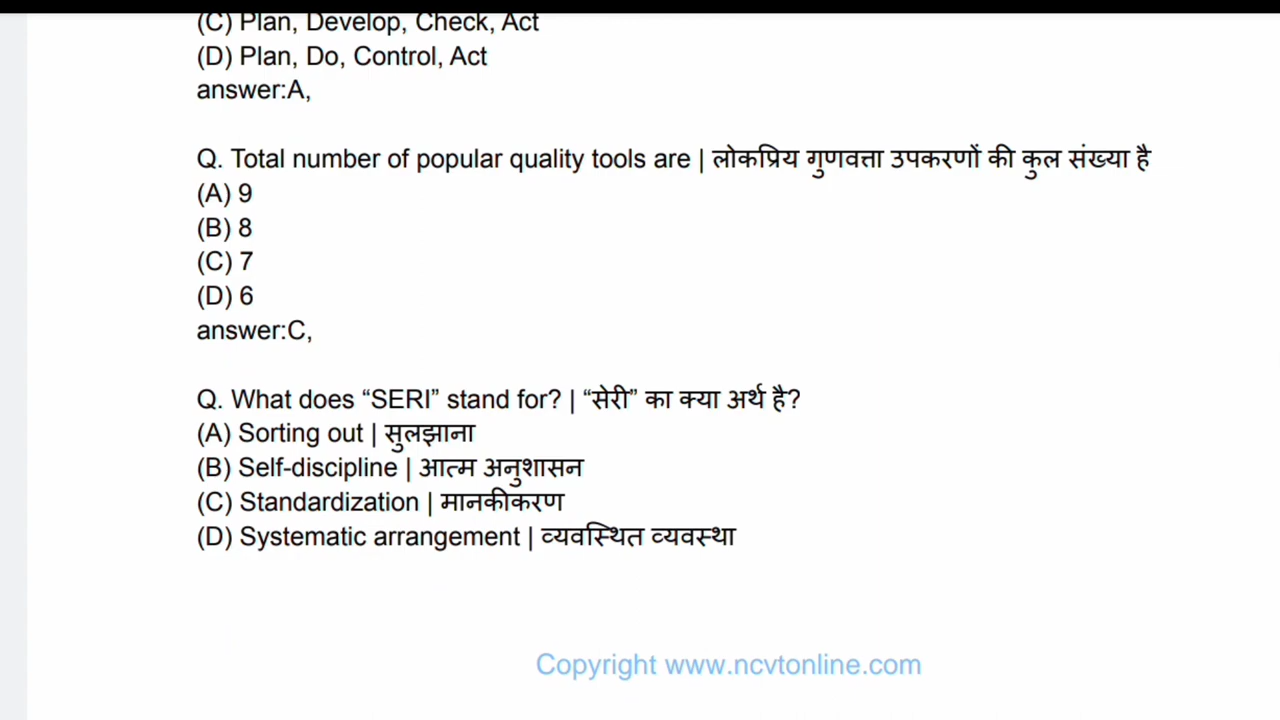 (C) Plan, Develop, Check, Act
(D) Plan, Do, Control, Act
answer:A,
Q. Total number of popular quality tools are | लोकप्रिय गुणवत्ता उपकरणों की कुल संख्या है
(A) 9
(B) 8
(C) 7
(D) 6
answer:C,
Q. What does “SERI” stand for? | “सेरी” का क्या अर्थ है?
(A) Sorting out | सुलझाना
(B) Self-discipline | आत्म अनुशासन
(C) Standardization | मानकीकरण
(D) Systematic arrangement | व्यवस्थित व्यवस्था
Copyright www.ncvtonline.com